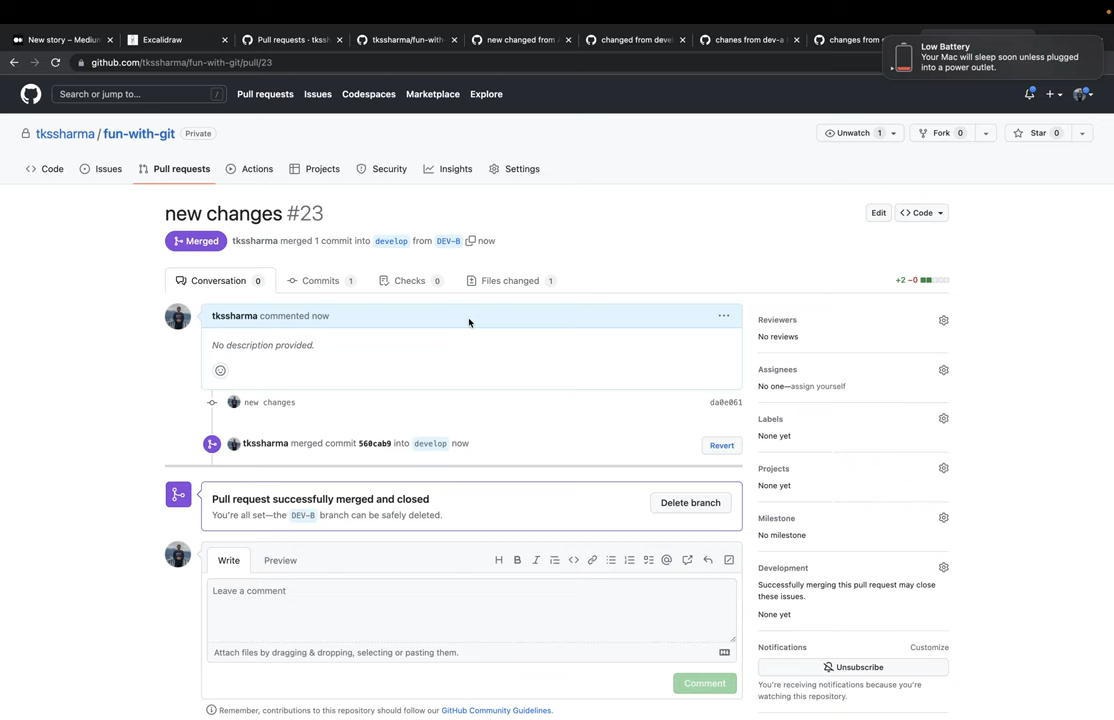 New story – Medium
Excalidraw
Pull requests · tkssh
tkssharma/fun-with-
new changed from
changed from devel
chanes from dev-a
changes from
Low Battery
Your Mac will sleep soon unless plugged
into a power outlet.
github.com/tkssharma/fun-with-git/pull/23
Search or jump to...
/
Pull requests
Issues
Codespaces
Marketplace
Explore
tkssharma / fun-with-git
Private
Unwatch 1
Fork 0
Star 0
Code
Issues
Pull requests
Actions
Projects
Security
Insights
Settings
new changes #23
Edit
<> Code
Merged
tkssharma merged 1 commit into develop from DEV-B now
Conversation 0
Commits 1
Checks 0
Files changed 1
+2 −0
tkssharma commented now
No description provided.
new changes
da0e061
tkssharma merged commit 560cab9 into develop now
Revert
Pull request successfully merged and closed
You're all set—the DEV-B branch can be safely deleted.
Delete branch
Write
Preview
Leave a comment
Attach files by dragging & dropping, selecting or pasting them.
Comment
Remember, contributions to this repository should follow our GitHub Community Guidelines.
Reviewers
No reviews
Assignees
No one—assign yourself
Labels
None yet
Projects
None yet
Milestone
No milestone
Development
Successfully merging this pull request may close
these issues.
None yet
Notifications
Customize
Unsubscribe
You're receiving notifications because you're
watching this repository.